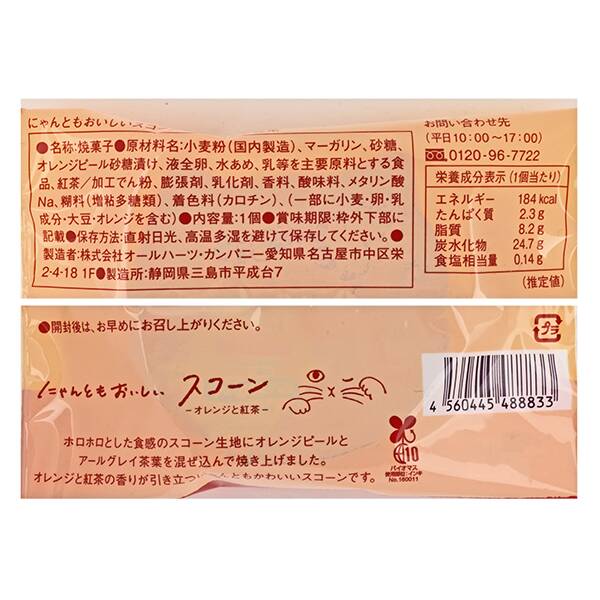 にゃんともおいしいスコーン
●名称:焼菓子●原材料名:小麦粉(国内製造)、マーガリン、砂糖、
オレンジピール砂糖漬け、液全卵、水あめ、乳等を主要原料とする食
品、紅茶/加工でん粉、膨張剤、乳化剤、香料、酸味料、メタリン酸
Na、糊料(増粘多糖類)、着色料(カロチン)、(一部に小麦・卵・乳
成分・大豆・オレンジを含む)●内容量:1個●賞味期限:枠外下部に
記載●保存方法:直射日光、高温多湿を避けて保存してください。●
製造者:株式会社オールハーツ・カンパニー愛知県名古屋市中区栄
2-4-18 1F●製造所:静岡県三島市平成台7
お問い合わせ先
(平日10:00〜17:00)
0120-96-7722
栄養成分表示(1個当たり)
エネルギー 184kcal
たんぱく質 2.3g
脂質 8.2g
炭水化物 24.7g
食塩相当量 0.14g
(推定値)
●開封後は、お早めにお召し上がりください。
プラ
にゃんともおいしい スコーン
-オレンジと紅茶-
ホロホロとした食感のスコーン生地にオレンジピールと
アールグレイ茶葉を混ぜ込んで焼き上げました。
オレンジと紅茶の香りが引き立つ ともかわいいスコーンです。
4 560445 488833
10
バイオマス
使用部位:インキ
No.160011